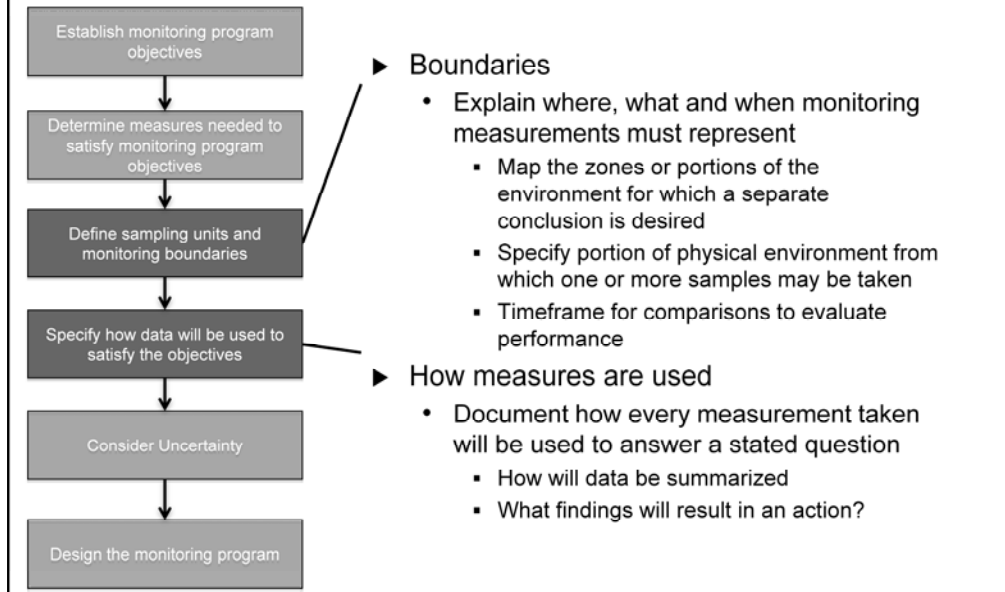 Establish monitoring program
objectives
Determine measures needed to
satisfy monitoring program
objectives
Define sampling units and
monitoring boundaries
Specify how data will be used to
satisfy the objectives
Consider Uncertainty
Design the monitoring program
► Boundaries
• Explain where, what and when monitoring
measurements must represent
▪ Map the zones or portions of the
environment for which a separate
conclusion is desired
▪ Specify portion of physical environment from
which one or more samples may be taken
▪ Timeframe for comparisons to evaluate
performance
► How measures are used
• Document how every measurement taken
will be used to answer a stated question
▪ How will data be summarized
▪ What findings will result in an action?